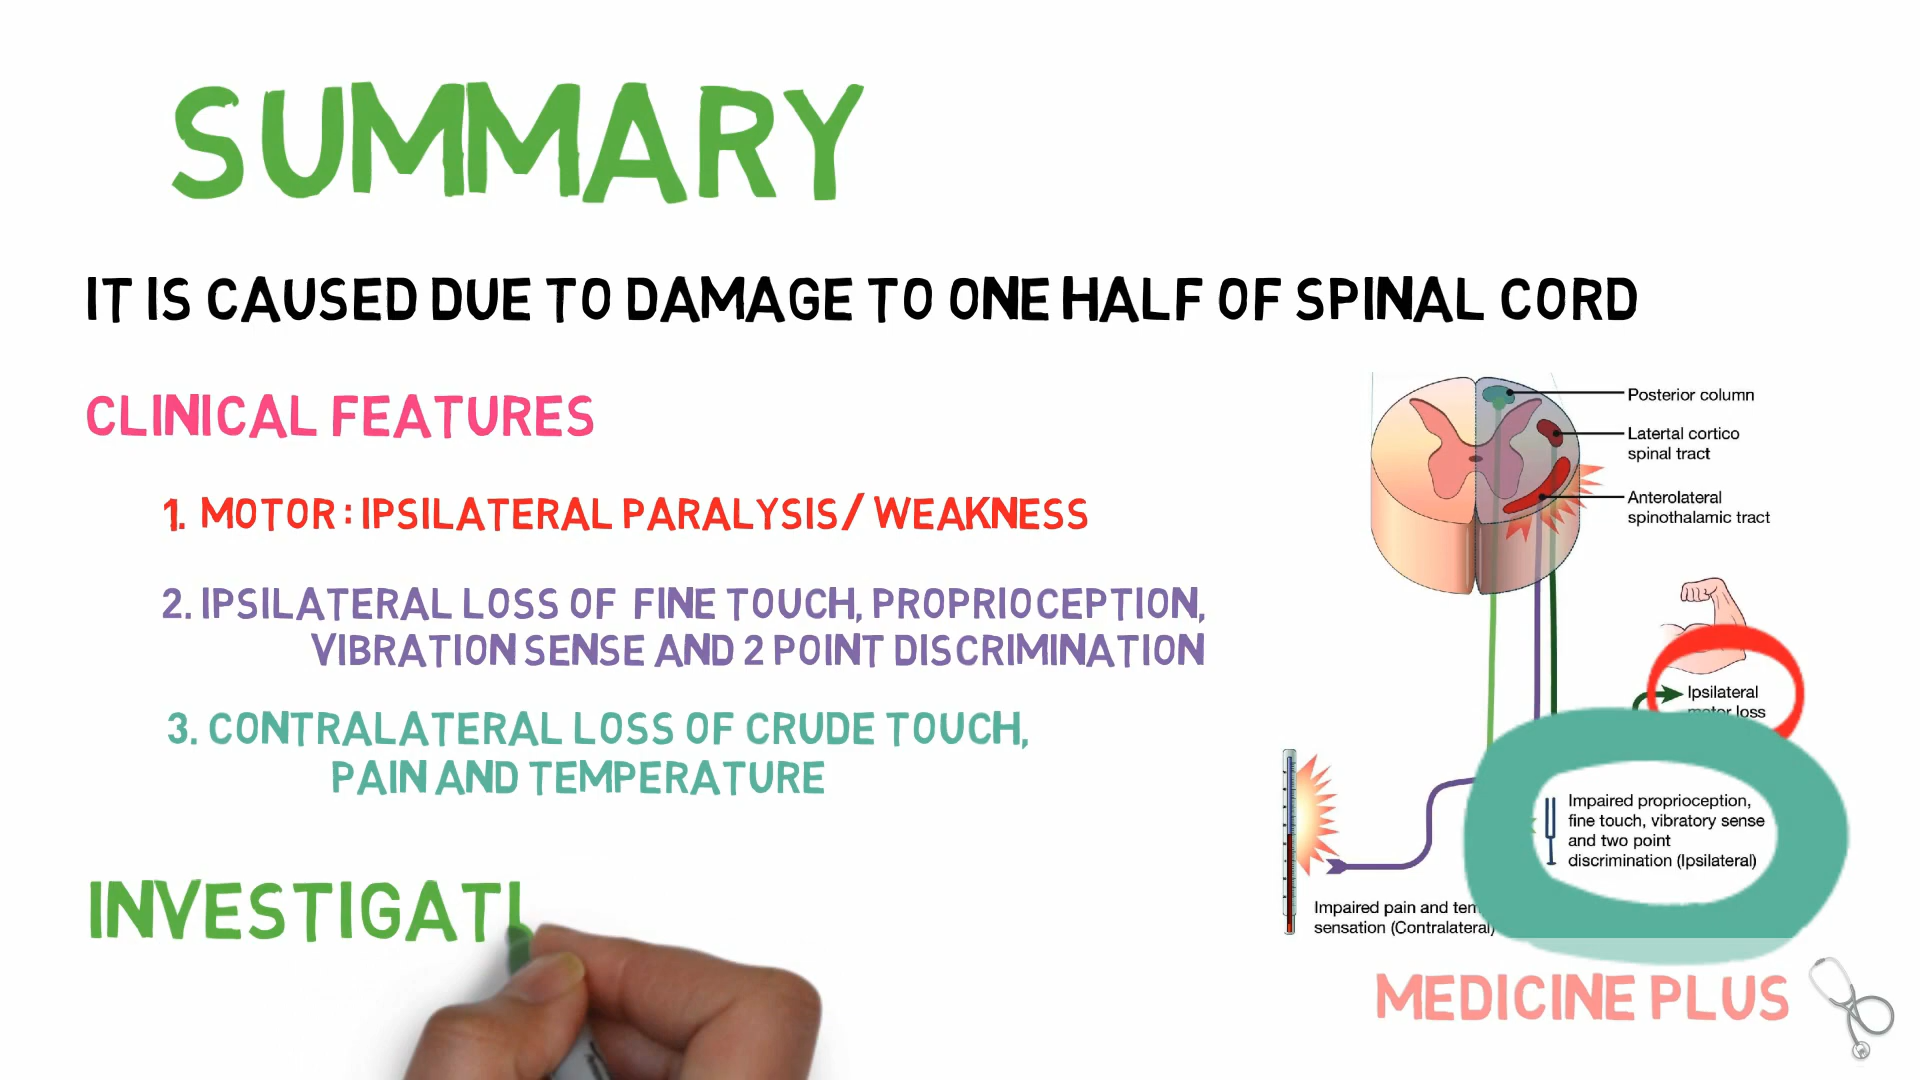 SUMMARY
IT IS CAUSED DUE TO DAMAGE TO ONE HALF OF SPINAL CORD
CLINICAL FEATURES
1. MOTOR : IPSILATERAL PARALYSIS / WEAKNESS
2. IPSILATERAL LOSS OF FINE TOUCH, PROPRIOCEPTION,
VIBRATION SENSE AND 2 POINT DISCRIMINATION
3. CONTRALATERAL LOSS OF CRUDE TOUCH,
PAIN AND TEMPERATURE
INVESTIGATI
Posterior column
Latertal cortico
spinal tract
Anterolateral
spinothalamic tract
Ipsilateral
motor loss
Impaired proprioception,
fine touch, vibratory sense
and two point
discrimination (Ipsilateral)
Impaired pain and tem
sensation (Contralateral)
MEDICINE PLUS